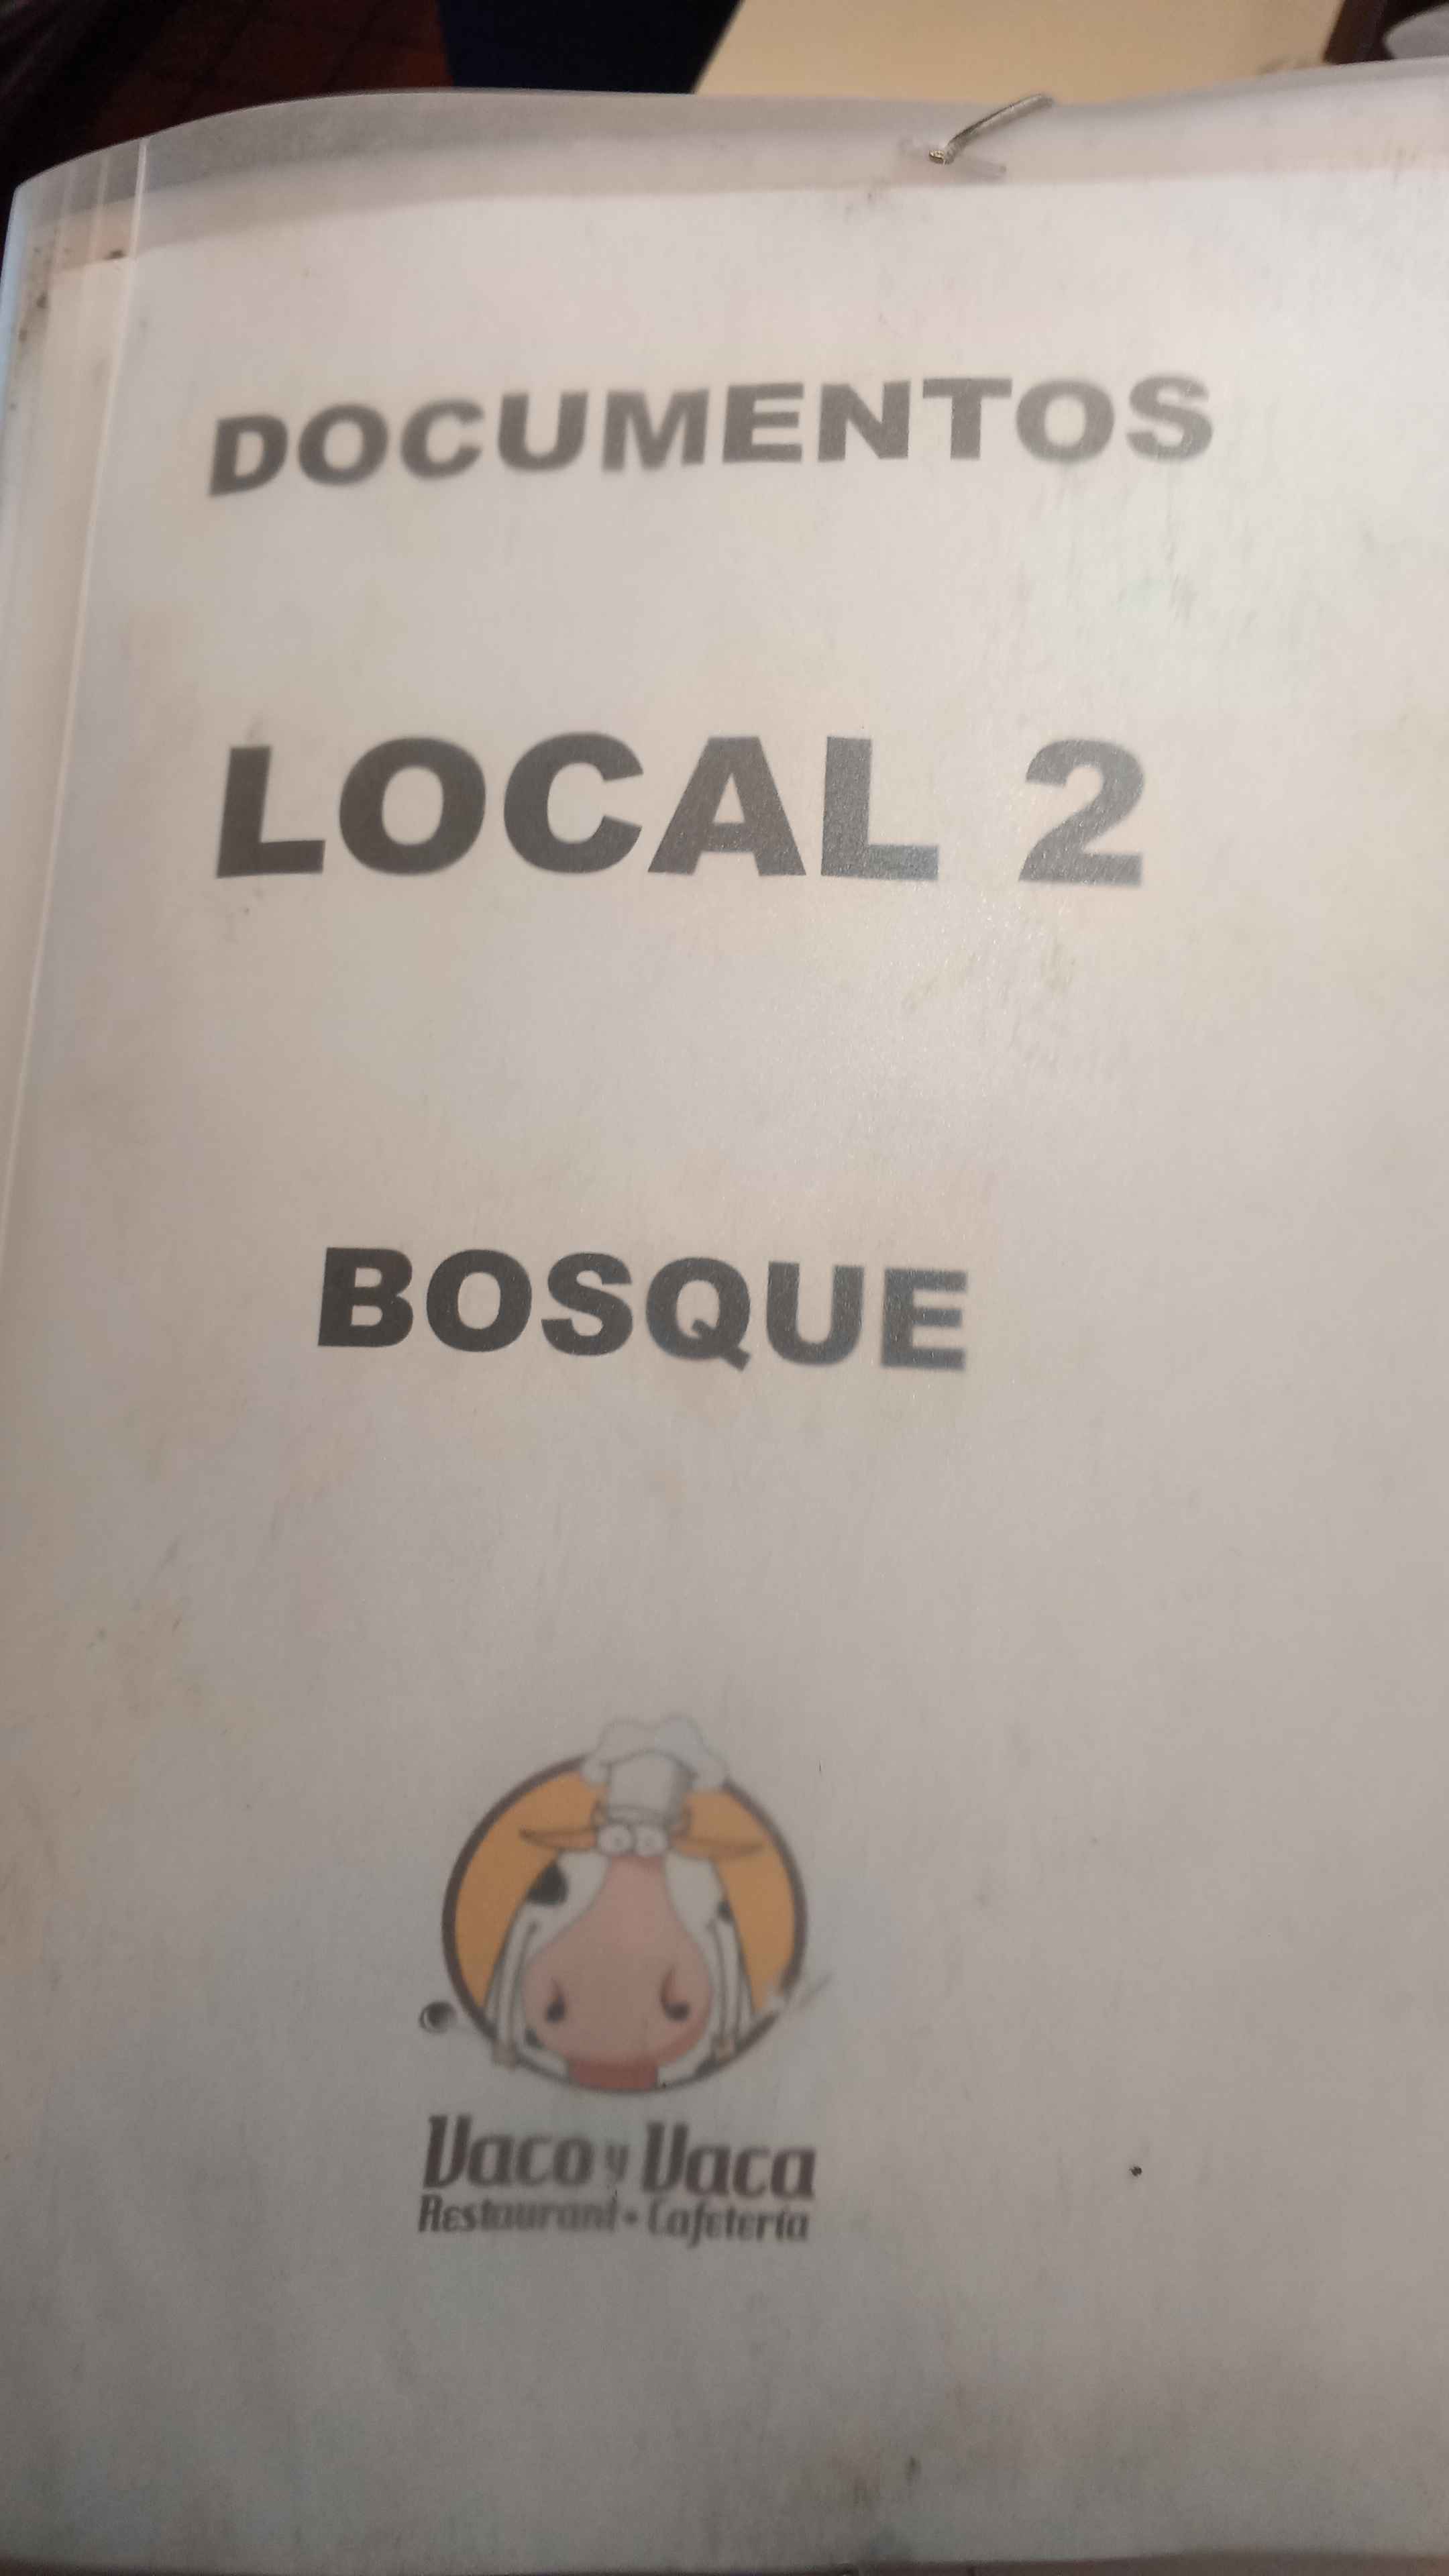 DOCUMENTOS
LOCAL 2
BOSQUE
Vaco y Vaca
Restaurant • Cafetería